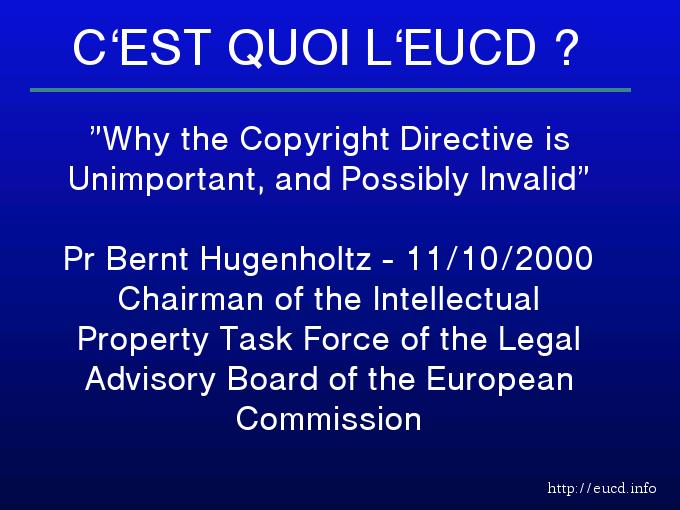 C‘EST QUOI L‘EUCD ?
”Why the Copyright Directive is
Unimportant, and Possibly Invalid”
Pr Bernt Hugenholtz - 11/10/2000
Chairman of the Intellectual
Property Task Force of the Legal
Advisory Board of the European
Commission
http://eucd.info